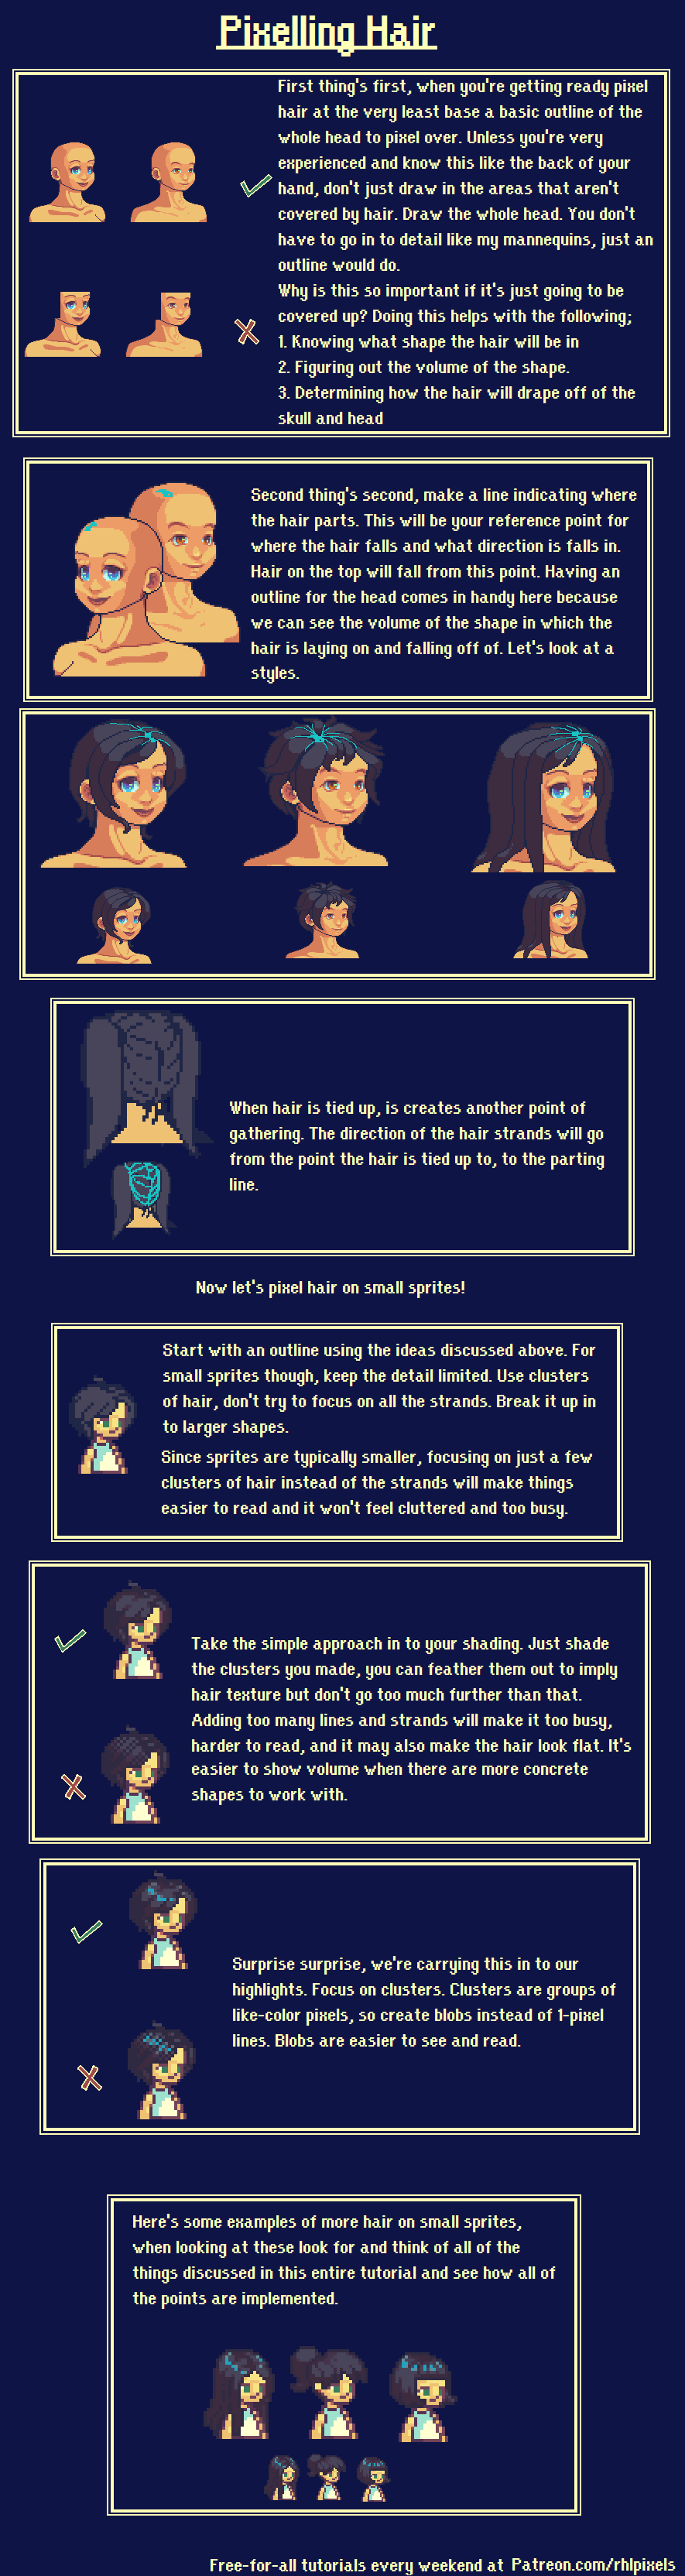 Pixelling Hair
First thing's first, when you're getting ready pixel
hair at the very least base a basic outline of the
whole head to pixel over. Unless you're very
experienced and know this like the back of your
hand, don't just draw in the areas that aren't
covered by hair. Draw the whole head. You don't
have to go in to detail like my mannequins, just an
outline would do.
Why is this so important if it's just going to be
covered up? Doing this helps with the following;
1. Knowing what shape the hair will be in
2. Figuring out the volume of the shape.
3. Determining how the hair will drape off of the
skull and head
Second thing's second, make a line indicating where
the hair parts. This will be your reference point for
where the hair falls and what direction is falls in.
Hair on the top will fall from this point. Having an
outline for the head comes in handy here because
we can see the volume of the shape in which the
hair is laying on and falling off of. Let's look at a
styles.
When hair is tied up, is creates another point of
gathering. The direction of the hair strands will go
from the point the hair is tied up to, to the parting
line.
Now let's pixel hair on small sprites!
Start with an outline using the ideas discussed above. For
small sprites though, keep the detail limited. Use clusters
of hair, don't try to focus on all the strands. Break it up in
to larger shapes.
Since sprites are typically smaller, focusing on just a few
clusters of hair instead of the strands will make things
easier to read and it won't feel cluttered and too busy.
Take the simple approach in to your shading. Just shade
the clusters you made, you can feather them out to imply
hair texture but don't go too much further than that.
Adding too many lines and strands will make it too busy,
harder to read, and it may also make the hair look flat. It's
easier to show volume when there are more concrete
shapes to work with.
Surprise surprise, we're carrying this in to our
highlights. Focus on clusters. Clusters are groups of
like-color pixels, so create blobs instead of 1-pixel
lines. Blobs are easier to see and read.
Here's some examples of more hair on small sprites,
when looking at these look for and think of all of the
things discussed in this entire tutorial and see how all of
the points are implemented.
Free-for-all tutorials every weekend at Patreon.com/rhlpixels